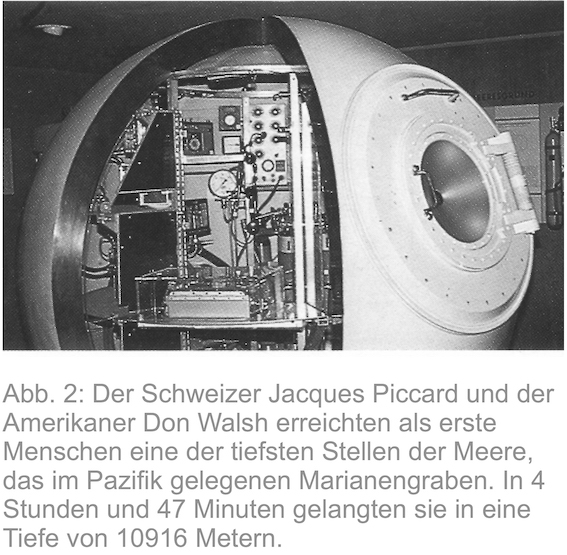 Abb. 2: Der Schweizer Jacques Piccard und der
Amerikaner Don Walsh erreichten als erste
Menschen eine der tiefsten Stellen der Meere,
das im Pazifik gelegenen Marianengraben. In 4
Stunden und 47 Minuten gelangten sie in eine
Tiefe von 10916 Metern.